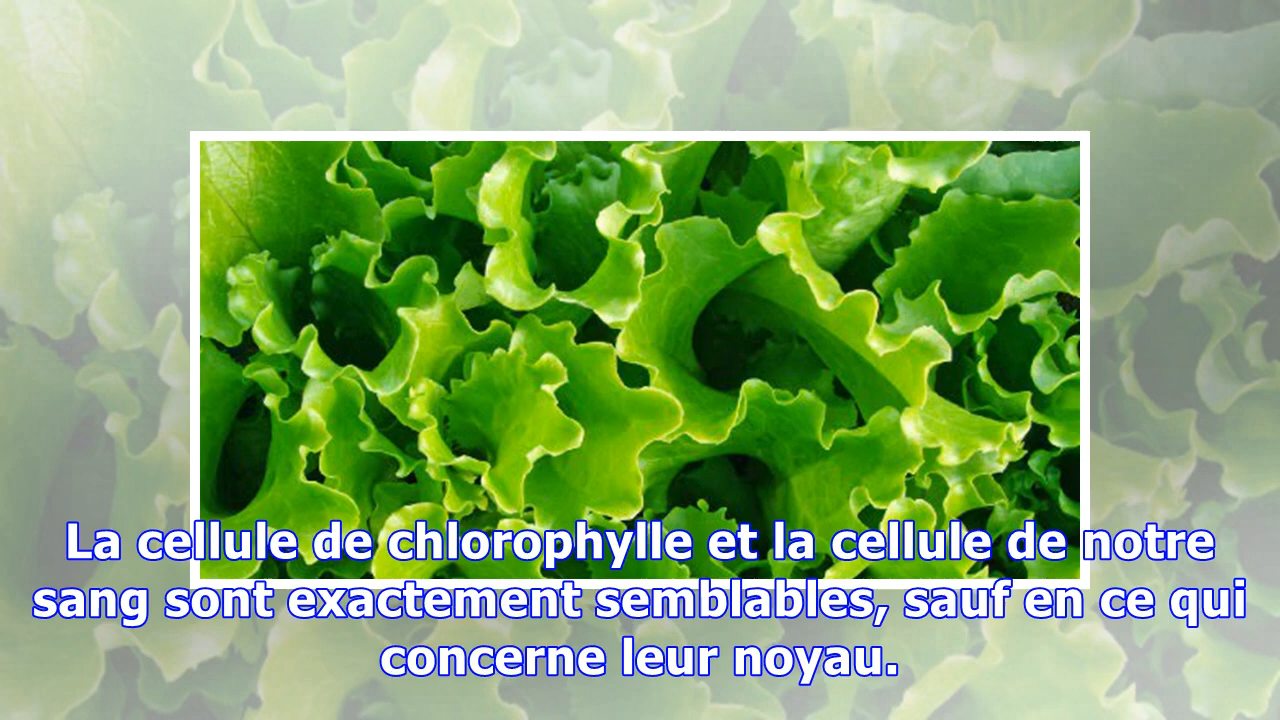 La cellule de chlorophylle et la cellule de notre
sang sont exactement semblables, sauf en ce qui
concerne leur noyau.